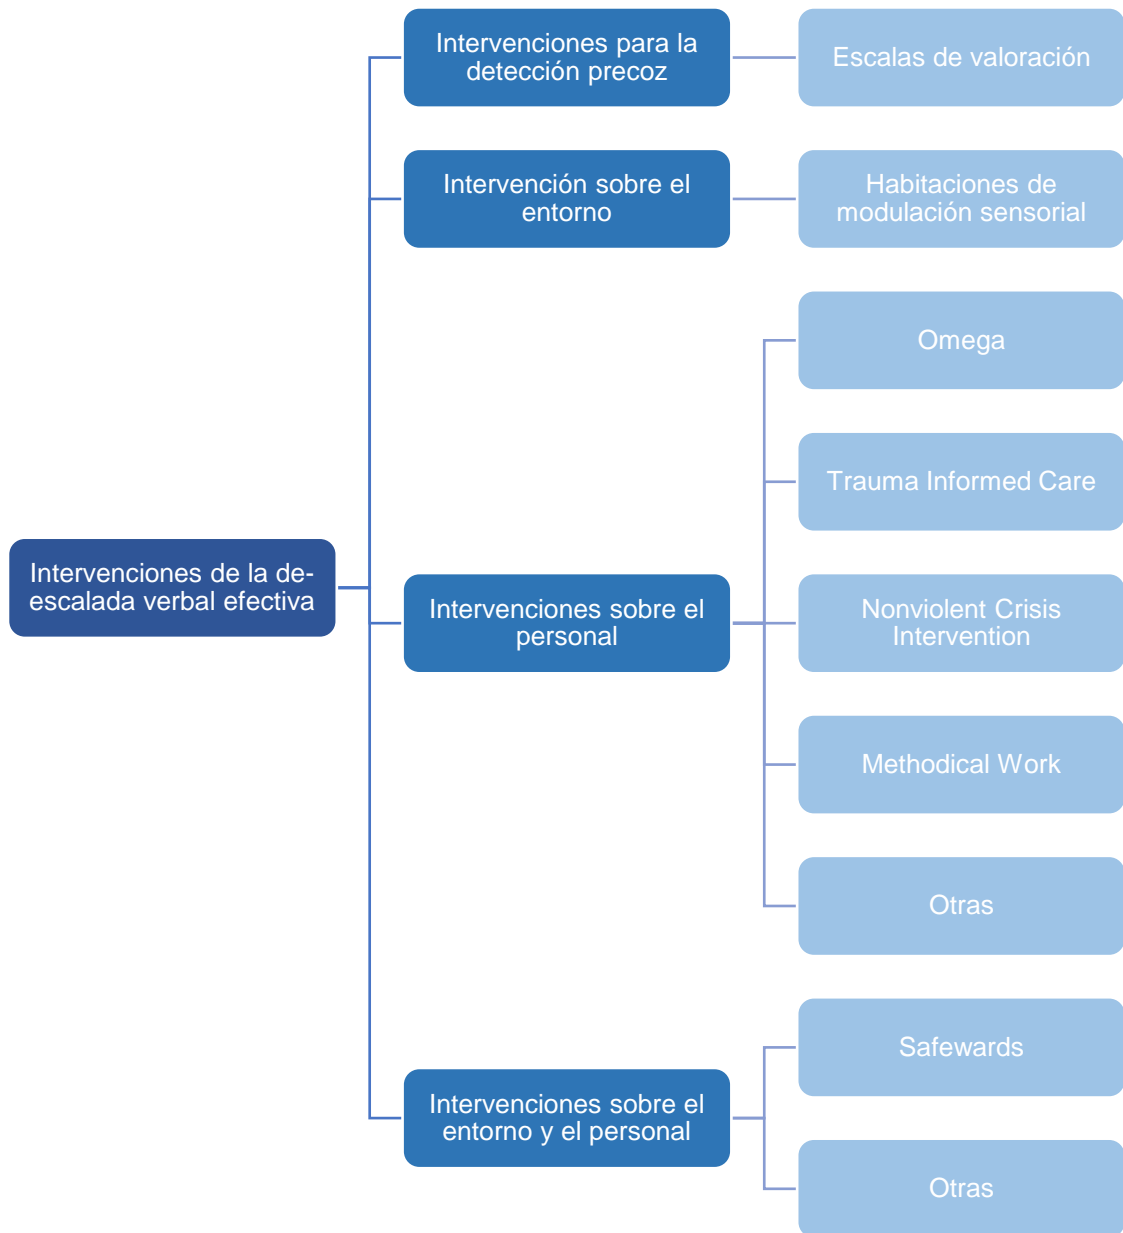 Intervenciones de la de-
escalada verbal efectiva
Intervenciones para la
detección precoz
Escalas de valoración
Intervención sobre el
entorno
Habitaciones de
modulación sensorial
Intervenciones sobre el
personal
Omega
Trauma Informed Care
Nonviolent Crisis
Intervention
Methodical Work
Otras
Intervenciones sobre el
entorno y el personal
Safewards
Otras